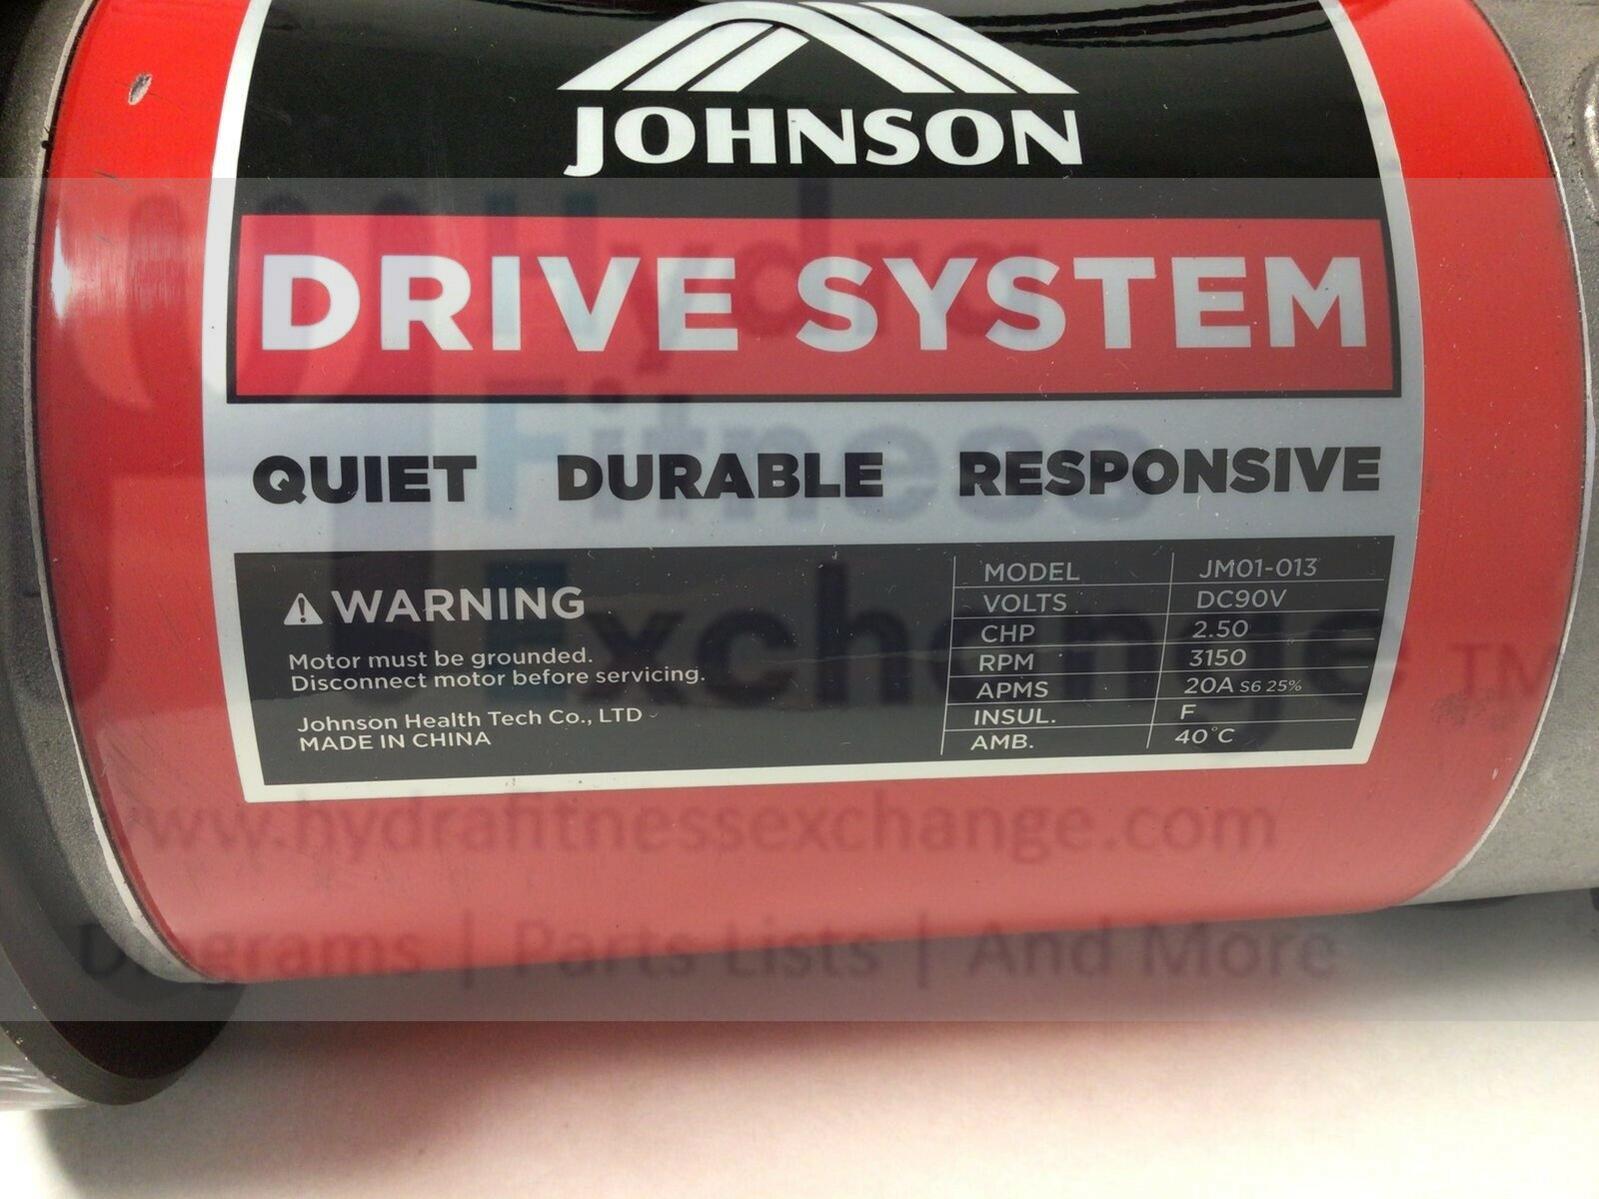 JOHNSON
DRIVE SYSTEM
QUIET DURABLE RESPONSIVE
⚠ WARNING
Motor must be grounded.
Disconnect motor before servicing.
Johnson Health Tech Co., LTD
MADE IN CHINA
MODEL JM01-013
VOLTS DC90V
CHP 2.50
RPM 3150
APMS 20A S6 25%
INSUL. F
AMB. 40°C
Hydra
Fitness
Exchange TM
www.hydrafitnessexchange.com
Diagrams | Parts Lists | And More